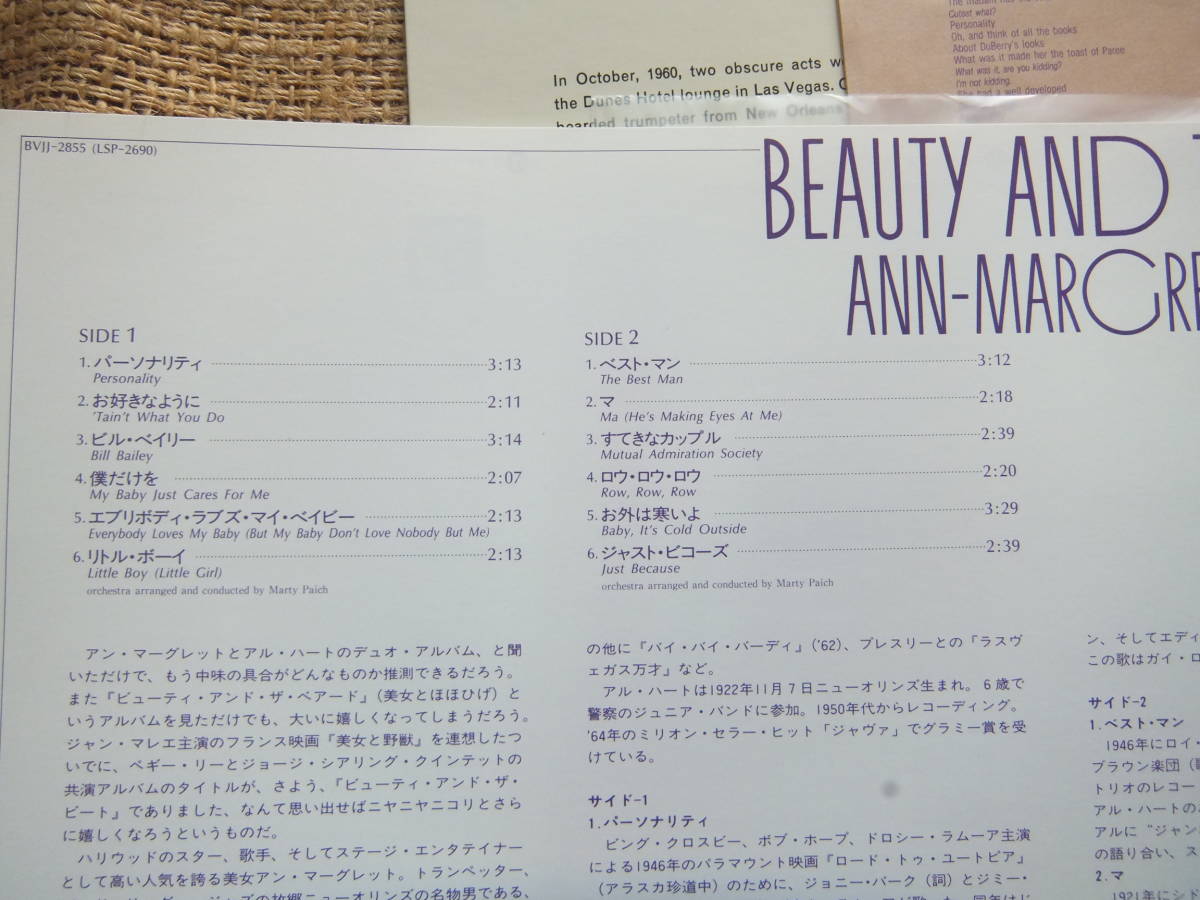 The madam has the
Cutest what?
Personality
Oh, and think of all the books
About DuBerry's looks
What was it made her the toast of Paree
What was it, are you kidding?
I'm not kidding.
She had a well developed
In October, 1960, two obscure acts
the Dunes Hotel lounge in Las Vegas.
bearded trumpeter from New Orleans
BVJJ-2855 (LSP-2690)
BEAUTY AND
ANN-MARGRE
SIDE 1
1. パーソナリティ 3:13
Personality
2. お好きなように 2:11
'Tain't What You Do
3. ビル・ベイリー 3:14
Bill Bailey
4. 僕だけを 2:07
My Baby Just Cares For Me
5. エブリボディ・ラブズ・マイ・ベイビー 2:13
Everybody Loves My Baby (But My Baby Don't Love Nobody But Me)
6. リトル・ボーイ 2:13
Little Boy (Little Girl)
orchestra arranged and conducted by Marty Paich
SIDE 2
1. ベスト・マン 3:12
The Best Man
2. マ 2:18
Ma (He's Making Eyes At Me)
3. すてきなカップル 2:39
Mutual Admiration Society
4. ロウ・ロウ・ロウ 2:20
Row, Row, Row
5. お外は寒いよ 3:29
Baby, It's Cold Outside
6. ジャスト・ビコーズ 2:39
Just Because
orchestra arranged and conducted by Marty Paich
アン・マーグレットとアル・ハートのデュオ・アルバム、と聞
いただけで、もう中味の具合がどんなものか推測できるだろう。
また『ビューティ・アンド・ザ・ベアード』(美女とほほひげ)と
いうアルバムを見ただけでも、大いに嬉しくなってしまうだろう。
ジャン・マレエ主演のフランス映画『美女と野獣』を連想したつ
いでに、ペギー・リーとジョージ・シアリング・クインテットの
共演アルバムのタイトルが、さよう、『ビューティ・アンド・ザ・
ビート』でありました、なんて思い出せばニヤニヤニコリとさら
に嬉しくなろうというものだ。
ハリウッドのスター、歌手、そしてステージ・エンタテイナー
として高い人気を誇る美女アン・マーグレット。トランペッター、
ジャズの故郷ニューオリンズの名物男である、
の他に『バイ・バイ・バーディ』('62)、プレスリーとの『ラスヴ
ェガス万才』など。
アル・ハートは1922年11月7日ニューオリンズ生まれ。6歳で
警察のジュニア・バンドに参加。1950年代からレコーディング。
'64年のミリオン・セラー・ヒット「ジャヴァ」でグラミー賞を受
けている。
サイド-1
1. パーソナリティ
ビング・クロスビー、ボブ・ホープ、ドロシー・ラムーア主演
による1946年のパラマウント映画『ロード・トゥ・ユートピア』
(アラスカ珍道中)のために、ジョニー・バーク(詞)とジミー・
ン、そしてエディ
この歌はガイ・ロ
サイド-2
1. ベスト・マン
1946年にロイ・
ブラウン楽団(
トリオのレコー
アル・ハートの
アルに“ジャン
の語り合い、ス
2. マ
1921年にシド